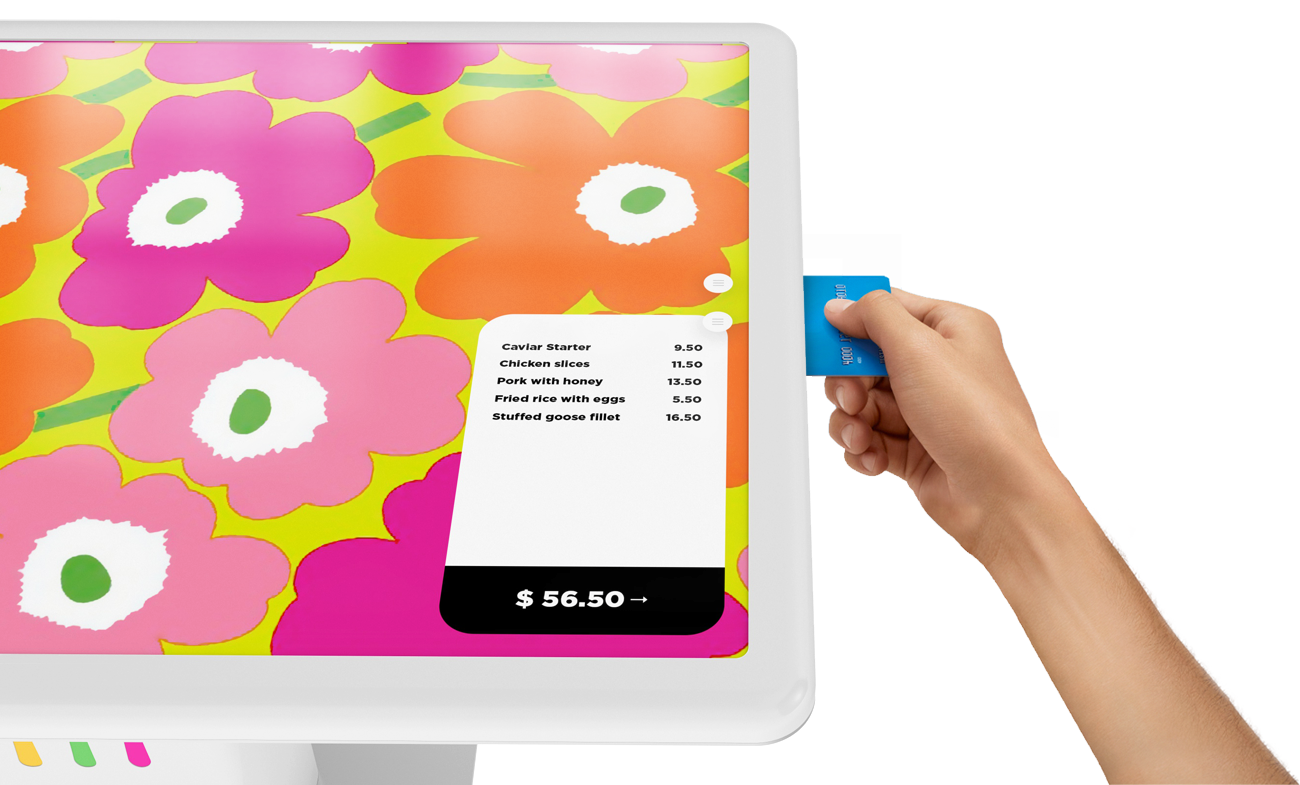 Caviar Starter 9.50
Chicken slices 11.50
Pork with honey 13.50
Fried rice with eggs 5.50
Stuffed goose fillet 16.50
$ 56.50→
4000